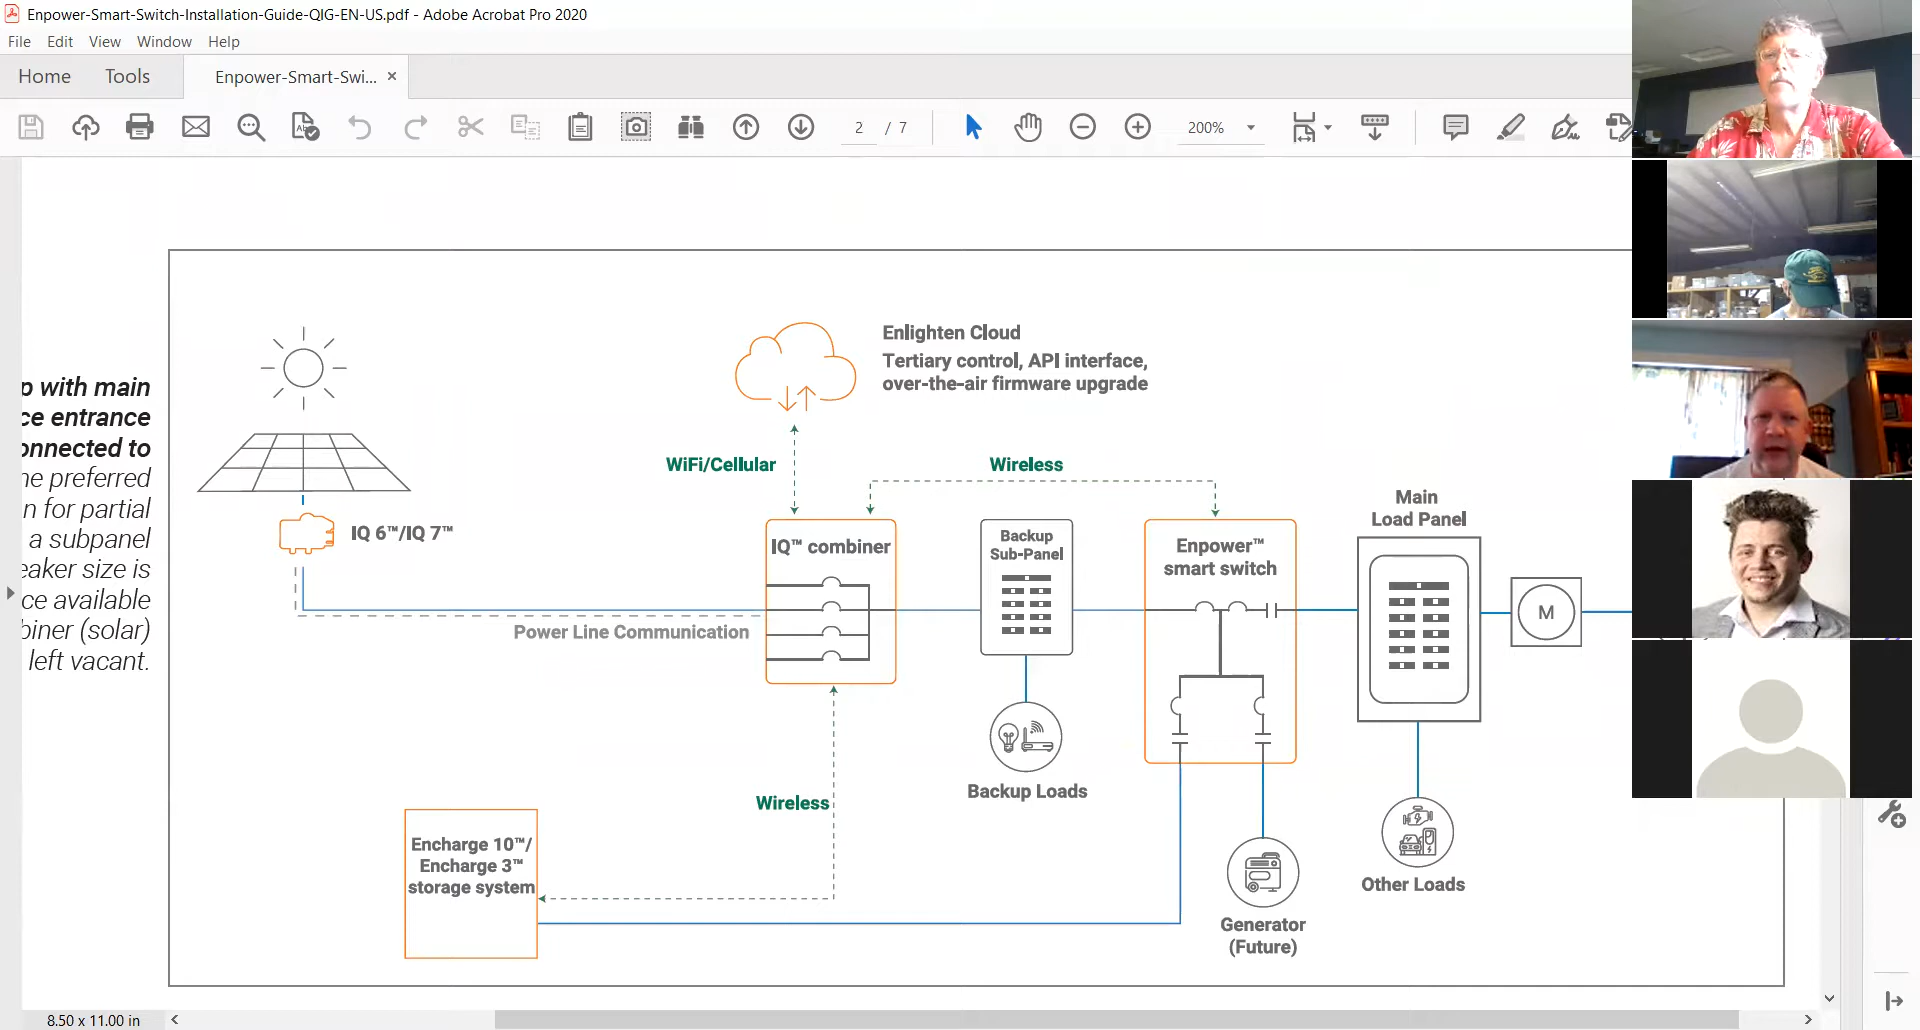 Enpower-Smart-Switch-Installation-Guide-QIG-EN-US.pdf - Adobe Acrobat Pro 2020
File Edit View Window Help
Home Tools Enpower-Smart-Swi... ×
2 / 7 200%
p with main
ce entrance
onnected to
ne preferred
n for partial
a subpanel
eaker size is
ce available
biner (solar)
left vacant.
Enlighten Cloud
Tertiary control, API interface,
over-the-air firmware upgrade
WiFi/Cellular
Wireless
IQ 6™/IQ 7™
Power Line Communication
IQ™ combiner
Backup
Sub-Panel
Backup Loads
Enpower™
smart switch
Main
Load Panel
M
Wireless
Encharge 10™/
Encharge 3™
storage system
Generator
(Future)
Other Loads
8.50 x 11.00 in